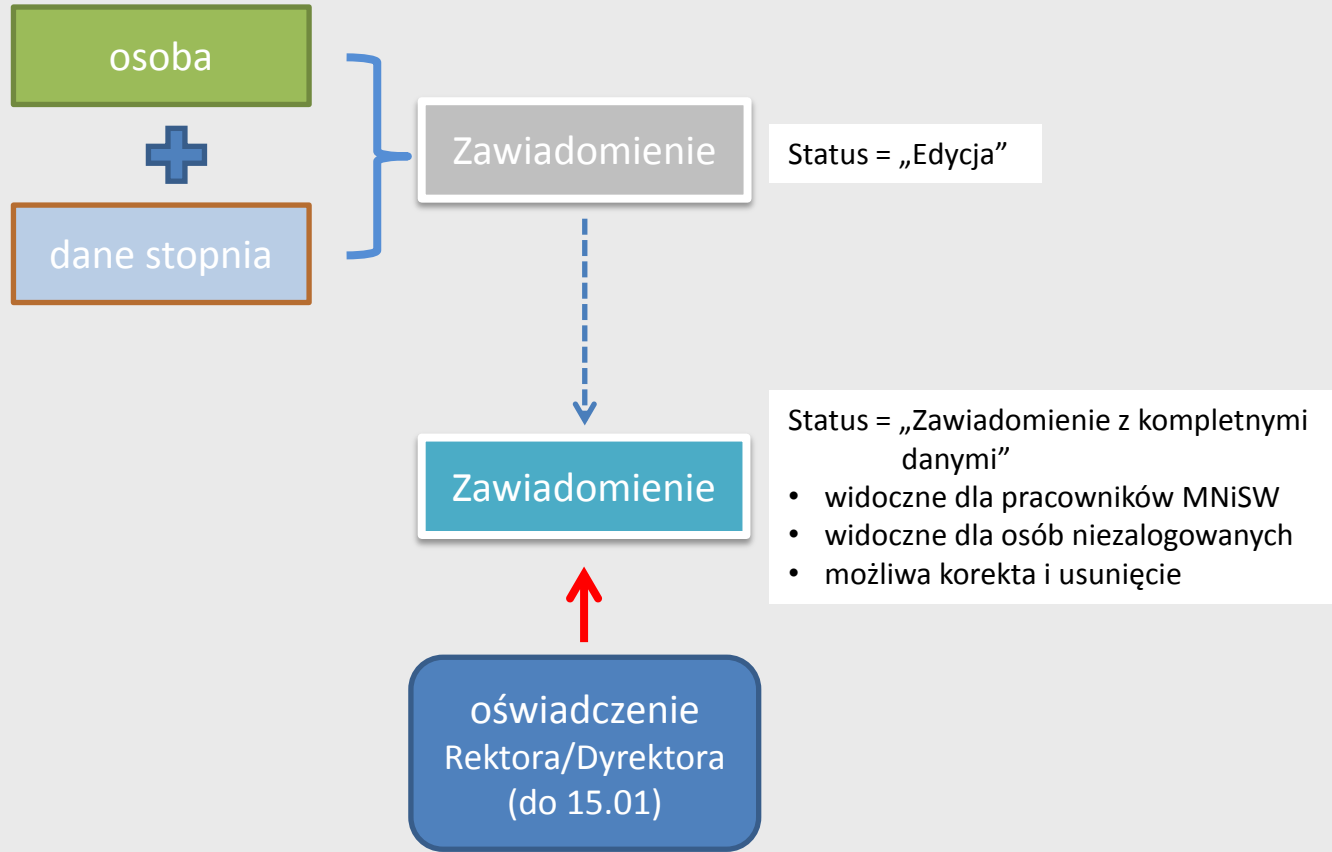 osoba
dane stopnia
Zawiadomienie
Status = „Edycja”
Zawiadomienie
Status = „Zawiadomienie z kompletnymi
danymi”
• widoczne dla pracowników MNiSW
• widoczne dla osób niezalogowanych
• możliwa korekta i usunięcie
oświadczenie
Rektora/Dyrektora
(do 15.01)